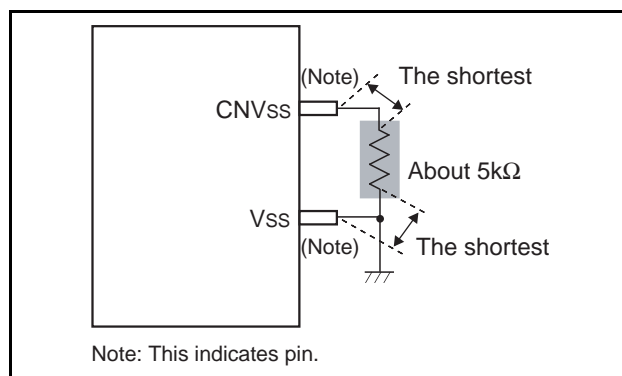 (Note)
The shortest
CNVss
About 5kΩ
Vss
(Note)
The shortest
Note: This indicates pin.